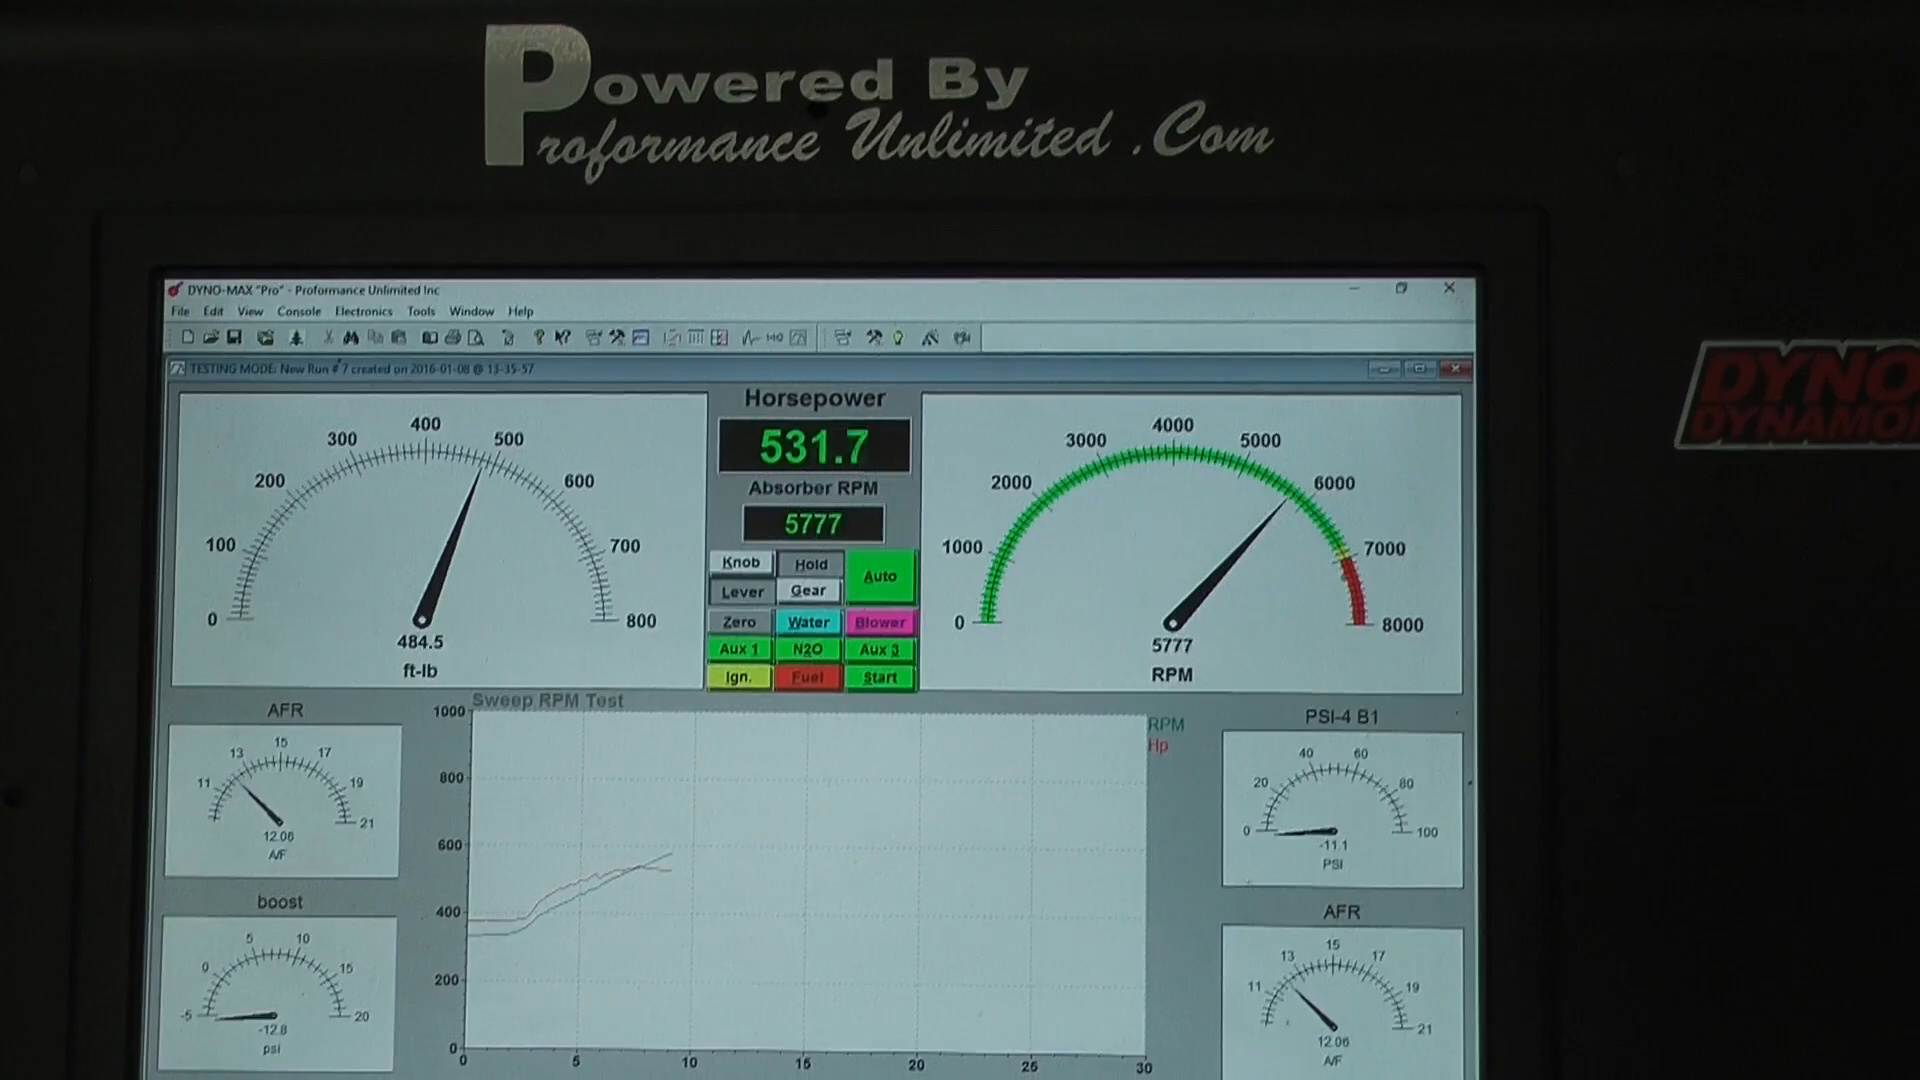 Powered By
Proformance Unlimited .Com
DYNO-MAX "Pro" - Proformance Unlimited Inc
File Edit View Console Electronics Tools Window Help
TESTING MODE: New Run # 7 created on 2016-01-08 @ 13-35-57
DYNO
DYNAMO
0 100 200 300 400 500 600 700 800
484.5
ft-lb
Horsepower
531.7
Absorber RPM
5777
Knob Hold Auto
Lever Gear
Zero Water Blower
Aux 1 N2O Aux 3
Ign. Fuel Start
0 1000 2000 3000 4000 5000 6000 7000 8000
5777
RPM
AFR
11 13 15 17 19 21
12.06
A/F
boost
-5 0 5 10 15 20
-12.8
psi
Sweep RPM Test
1000
800
600
400
200
0
0 5 10 15 20 25 30
RPM
Hp
PSI-4 B1
0 20 40 60 80 100
-11.1
PSI
AFR
11 13 15 17 19 21
12.06
A/F